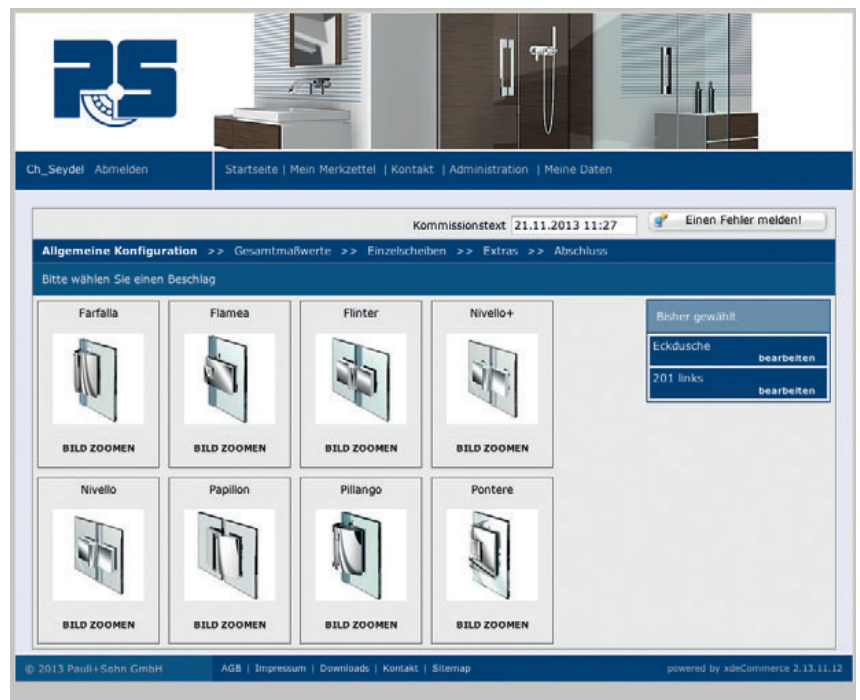 PS
Ch_Seydel Abmelden
Startseite | Mein Merkzettel | Kontakt | Administration | Meine Daten
Kommissionstext 21.11.2013 11:27 Einen Fehler melden!
Allgemeine Konfiguration >> Gesamtmaßwerte >> Einzelscheiben >> Extras >> Abschluss
Bitte wählen Sie einen Beschlag
Farfalla Flamea Flinter Nivello+
BILD ZOOMEN BILD ZOOMEN BILD ZOOMEN BILD ZOOMEN
Nivello Papillon Pillango Pontere
BILD ZOOMEN BILD ZOOMEN BILD ZOOMEN BILD ZOOMEN
Bisher gewählt
Eckdusche
bearbeiten
201 links
bearbeiten
© 2013 Pauli+Sohn GmbH AGB | Impressum | Downloads | Kontakt | Sitemap powered by xdeCommerce 2.13.11.12